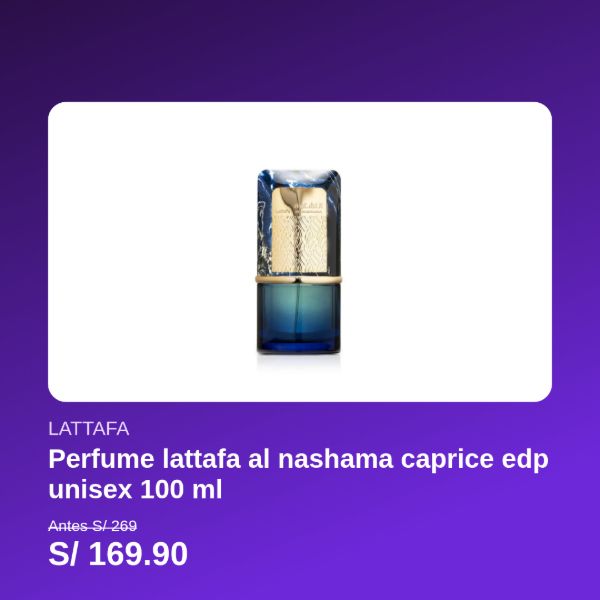 LATTAFA
Perfume lattafa al nashama caprice edp
unisex 100 ml
Antes S/ 269
S/ 169.90